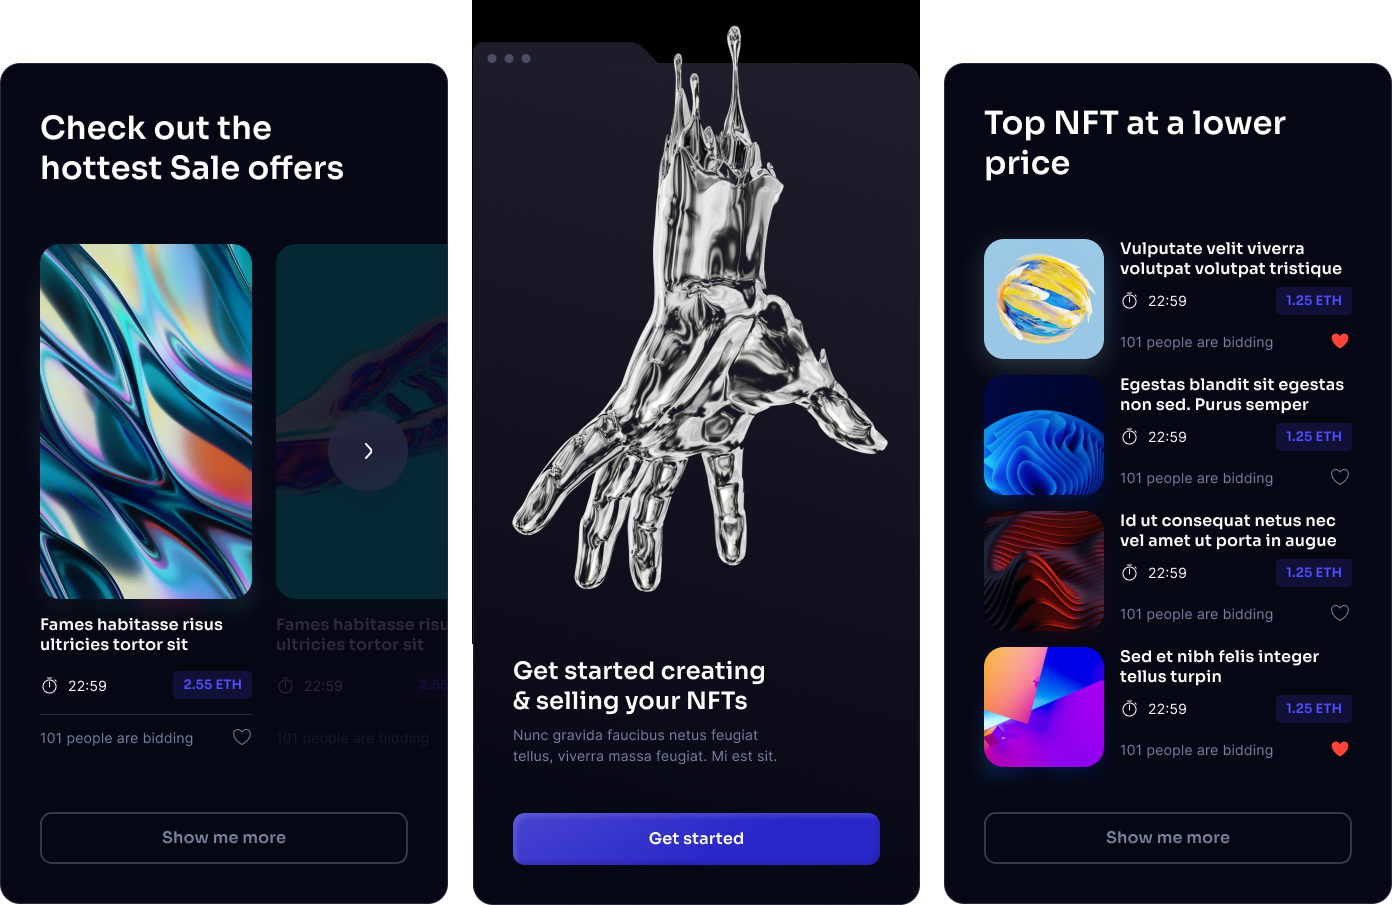 Check out the
hottest Sale offers
Fames habitasse risus
ultricies tortor sit
22:59
2.55 ETH
101 people are bidding
Fames habitasse risu
ultricies tortor sit
22:59
2.55
101 people are bidding
Show me more
Get started creating
& selling your NFTs
Nunc gravida faucibus netus feugiat
tellus, viverra massa feugiat. Mi est sit.
Get started
Top NFT at a lower
price
Vulputate velit viverra
volutpat volutpat tristique
22:59
1.25 ETH
101 people are bidding
Egestas blandit sit egestas
non sed. Purus semper
22:59
1.25 ETH
101 people are bidding
Id ut consequat netus nec
vel amet ut porta in augue
22:59
1.25 ETH
101 people are bidding
Sed et nibh felis integer
tellus turpin
22:59
1.25 ETH
101 people are bidding
Show me more